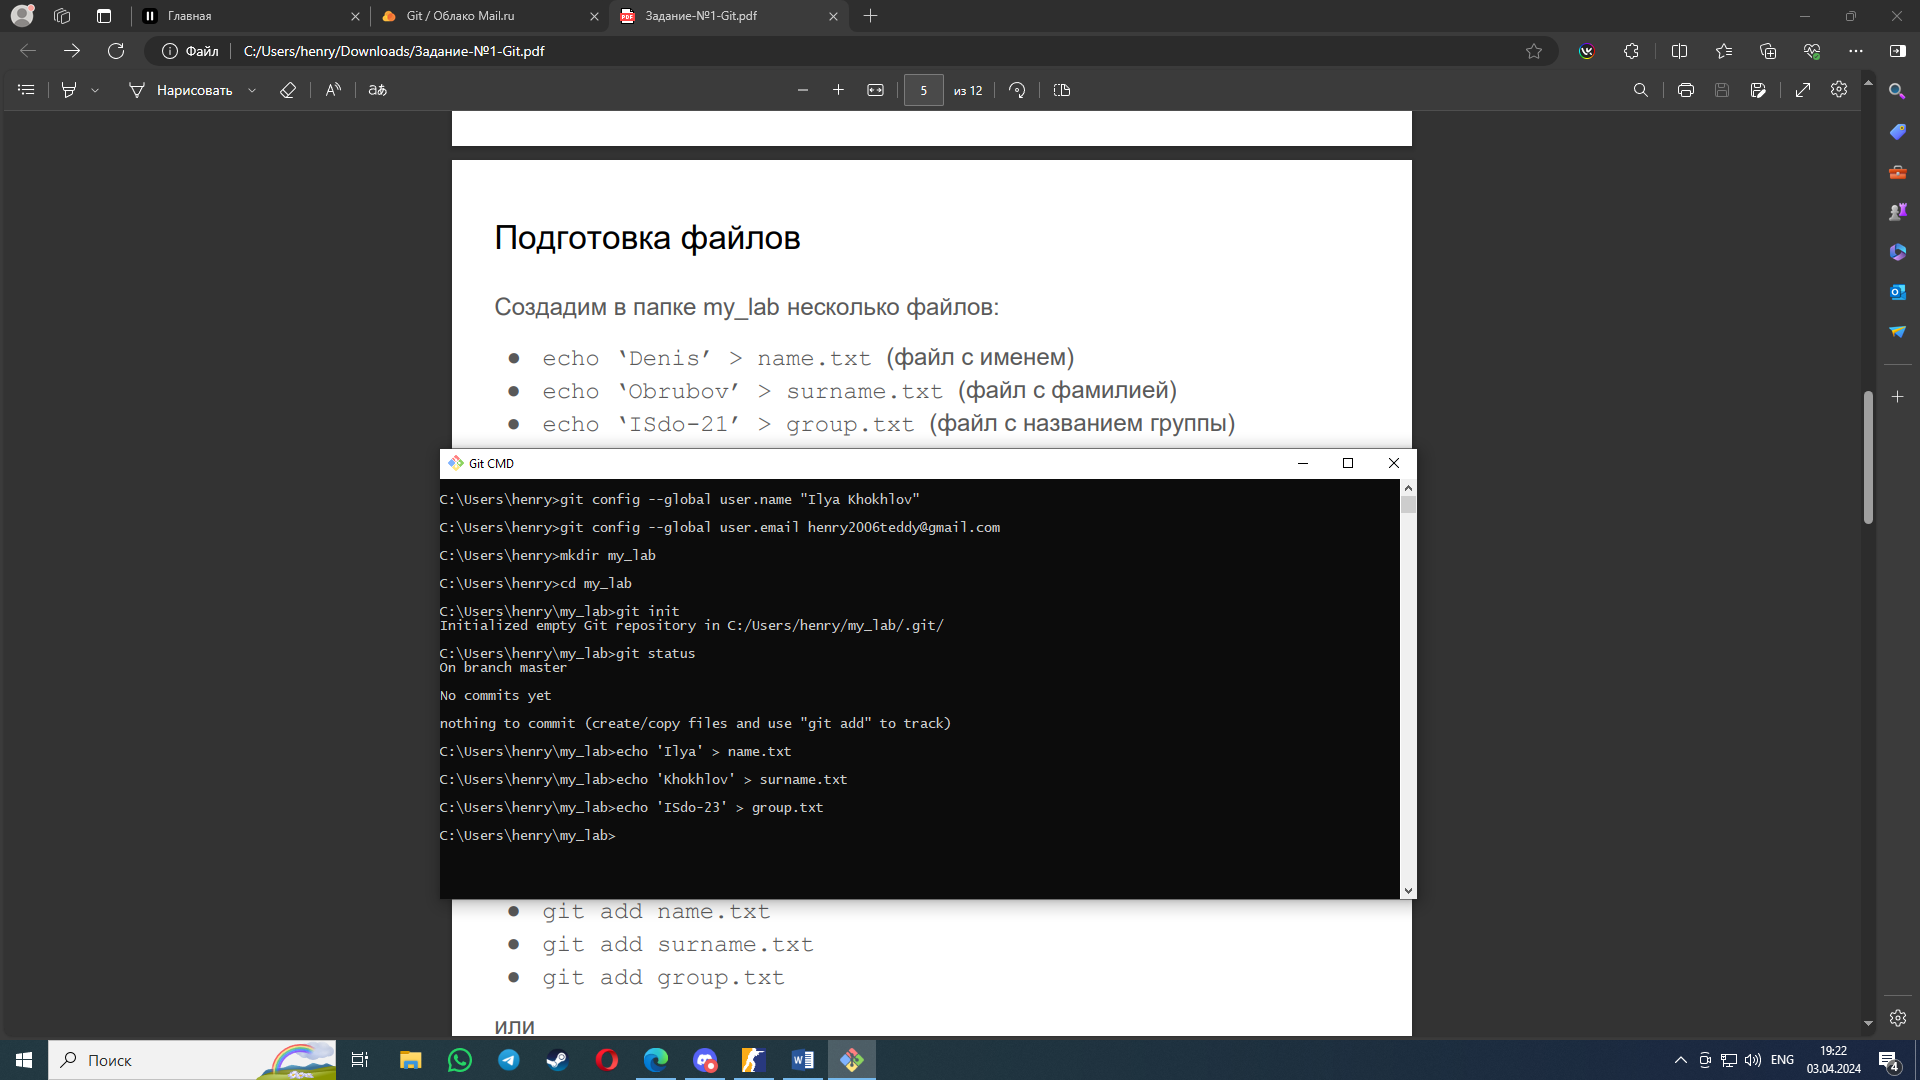 Главная
Git / Облако Mail.ru
Задание-№1-Git.pdf
Файл
C:/Users/henry/Downloads/Задание-№1-Git.pdf
Нарисовать
5
из 12
Подготовка файлов
Создадим в папке my_lab несколько файлов:
● echo ‘Denis’ > name.txt (файл с именем)
● echo ‘Obrubov’ > surname.txt (файл с фамилией)
● echo ‘ISdo-21’ > group.txt (файл с названием группы)
Git CMD
C:\Users\henry>git config --global user.name "Ilya Khokhlov"
C:\Users\henry>git config --global user.email henry2006teddy@gmail.com
C:\Users\henry>mkdir my_lab
C:\Users\henry>cd my_lab
C:\Users\henry\my_lab>git init
Initialized empty Git repository in C:/Users/henry/my_lab/.git/
C:\Users\henry\my_lab>git status
On branch master
No commits yet
nothing to commit (create/copy files and use "git add" to track)
C:\Users\henry\my_lab>echo 'Ilya' > name.txt
C:\Users\henry\my_lab>echo 'Khokhlov' > surname.txt
C:\Users\henry\my_lab>echo 'ISdo-23' > group.txt
C:\Users\henry\my_lab>
● git add name.txt
● git add surname.txt
● git add group.txt
или
Поиск
ENG
19:22
03.04.2024
4